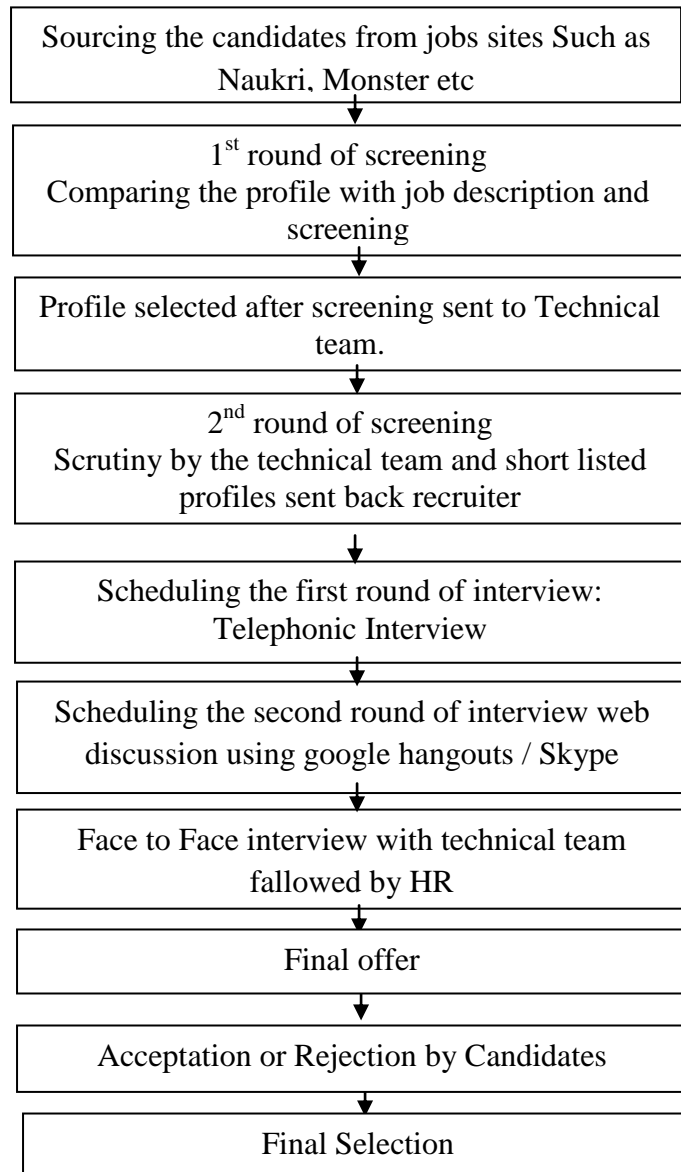 Sourcing the candidates from jobs sites Such as
Naukri, Monster etc
1st round of screening
Comparing the profile with job description and
screening
Profile selected after screening sent to Technical
team.
2nd round of screening
Scrutiny by the technical team and short listed
profiles sent back recruiter
Scheduling the first round of interview:
Telephonic Interview
Scheduling the second round of interview web
discussion using google hangouts / Skype
Face to Face interview with technical team
fallowed by HR
Final offer
Acceptation or Rejection by Candidates
Final Selection